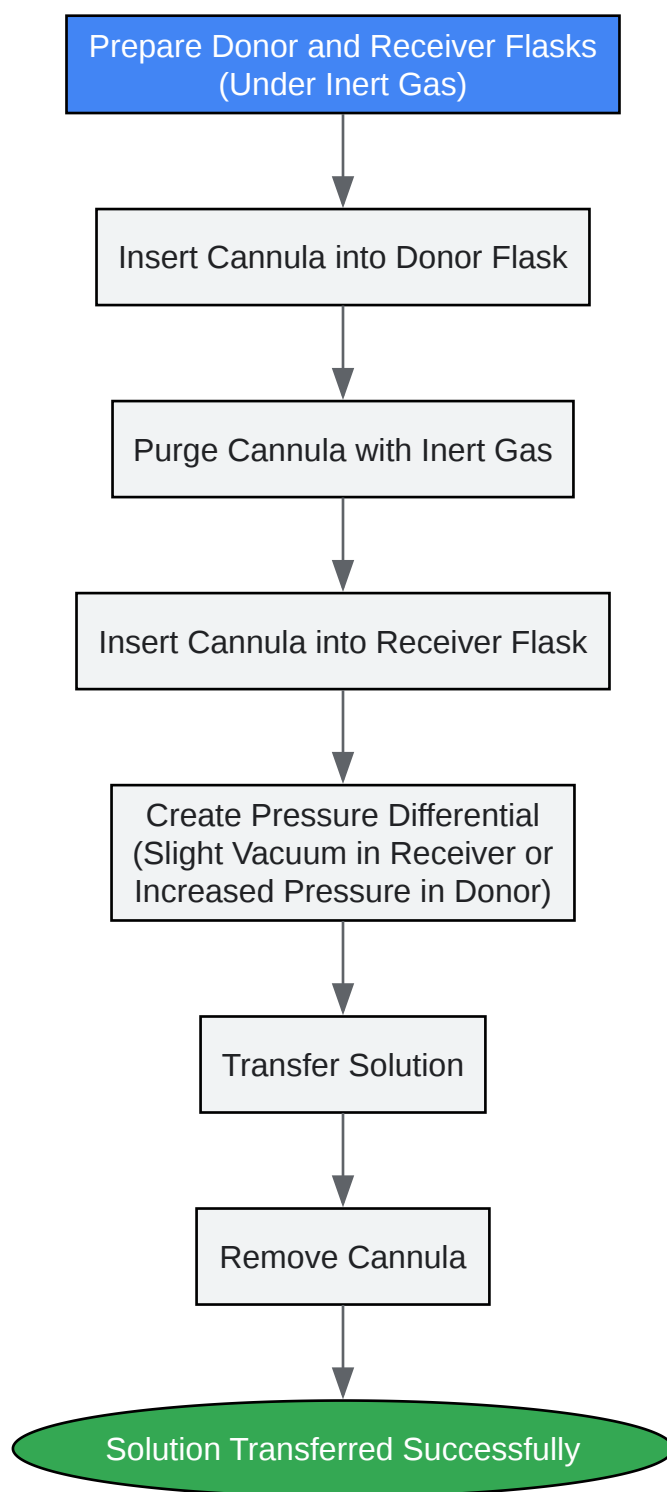 Prepare Donor and Receiver Flasks
(Under Inert Gas)
Insert Cannula into Donor Flask
Purge Cannula with Inert Gas
Insert Cannula into Receiver Flask
Create Pressure Differential
(Slight Vacuum in Receiver or
Increased Pressure in Donor)
Transfer Solution
Remove Cannula
Solution Transferred Successfully